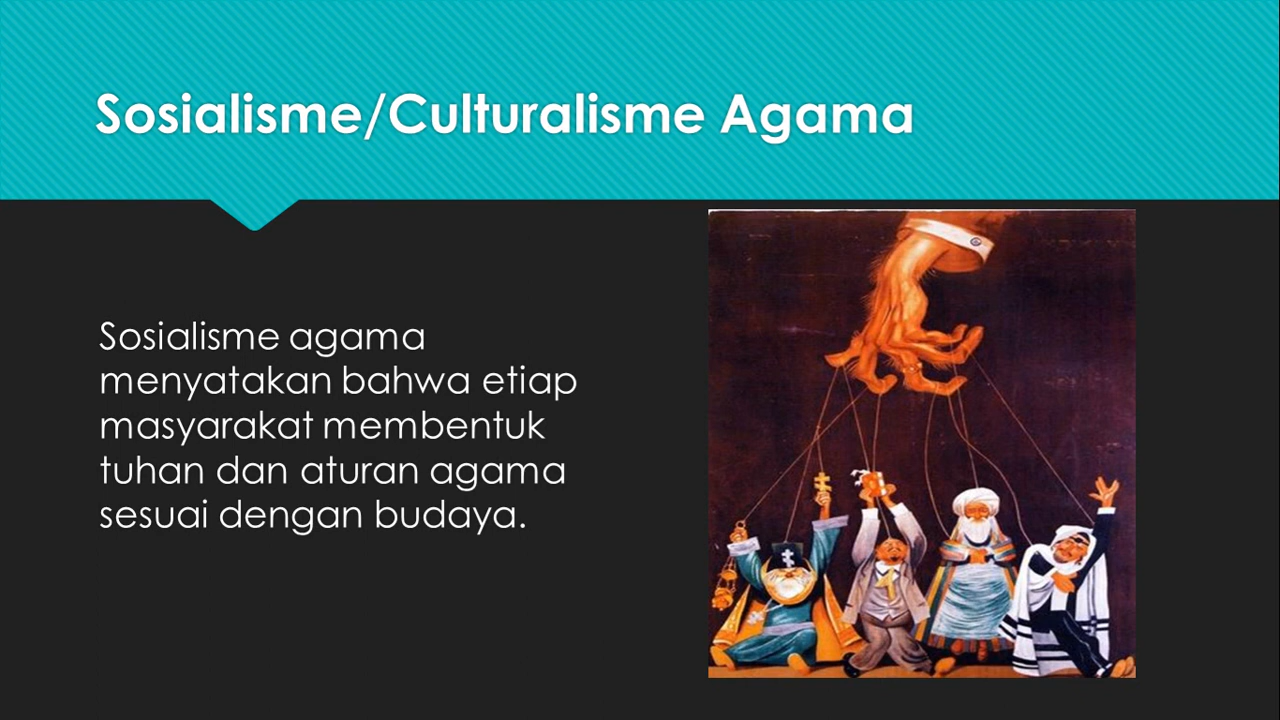 Sosialisme/Culturalisme Agama
Sosialisme agama
menyatakan bahwa etiap
masyarakat membentuk
tuhan dan aturan agama
sesuai dengan budaya.